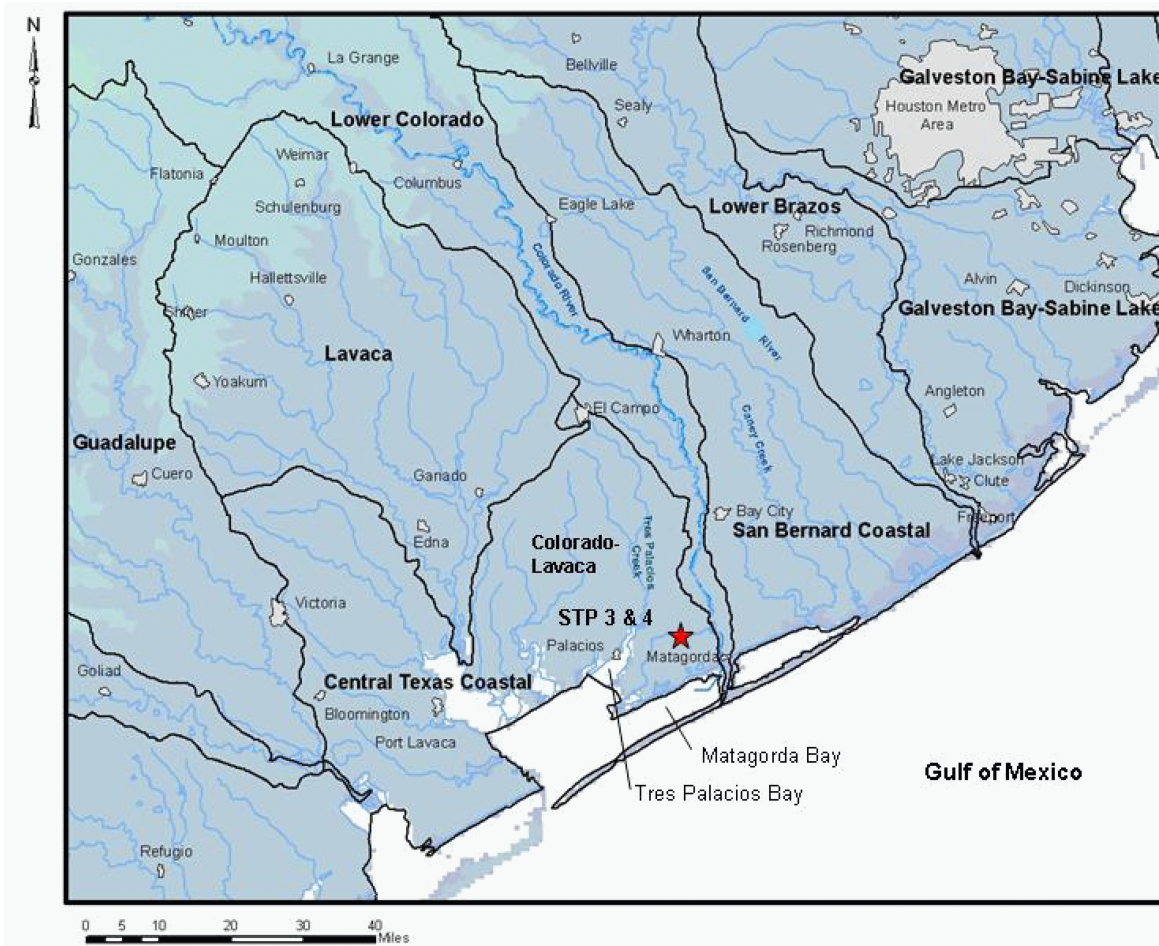 N
La Grange
Bellville
Galveston Bay-Sabine Lake
Sealy
Houston Metro
Area
Lower Colorado
Weimar
Flatonia
Columbus
Schulenburg
Eagle Lake
Lower Brazos
Richmond
Rosenberg
Moulton
Gonzales
Hallettsville
Colorado River
San Bernard
River
Alvin
Dickinson
Shiner
Galveston Bay-Sabine Lake
Wharton
Lavaca
Yoakum
Angleton
El Campo
Caney Creek
Guadalupe
Cuero
Ganado
Lake Jackson
Clute
Bay City
Freeport
San Bernard Coastal
Edna
Colorado-
Lavaca
Tres Palacios
Creek
Victoria
STP 3 & 4
Palacios
Matagorda
Goliad
Central Texas Coastal
Bloomington
Port Lavaca
Matagorda Bay
Gulf of Mexico
Tres Palacios Bay
Refugio
0 5 10 20 30 40
Miles